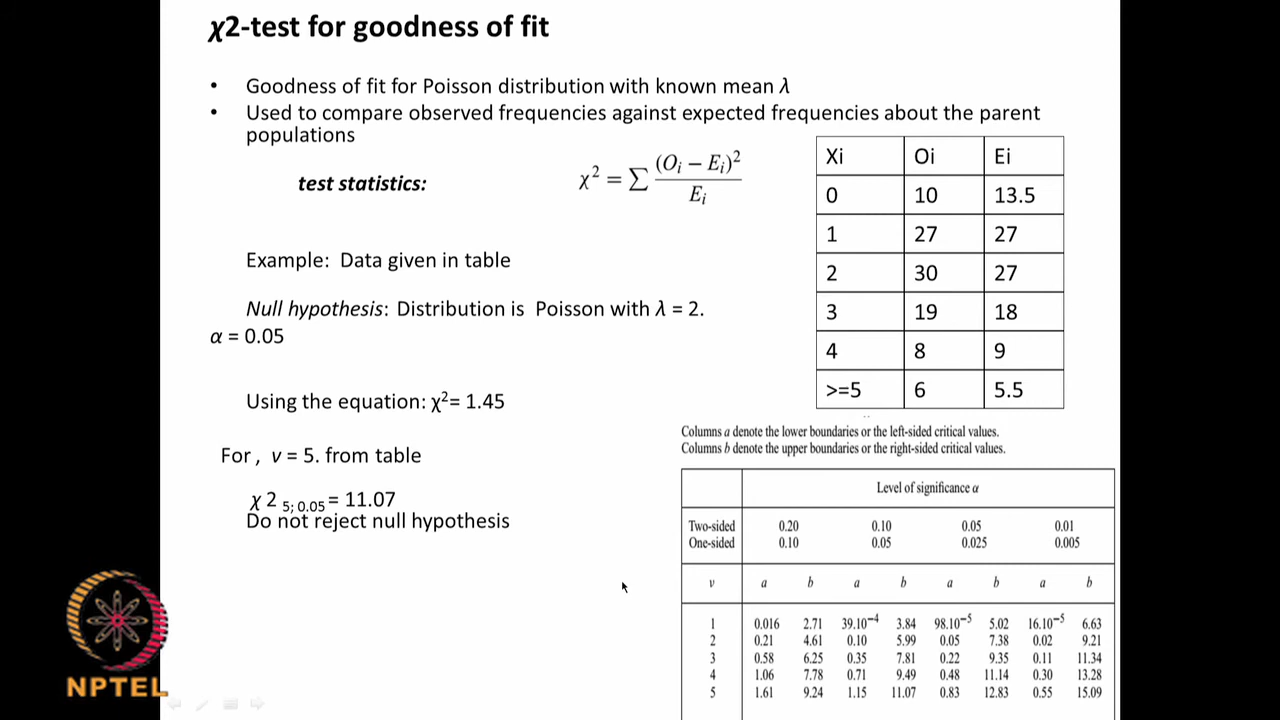 χ2-test for goodness of fit
• Goodness of fit for Poisson distribution with known mean λ
• Used to compare observed frequencies against expected frequencies about the parent
populations
test statistics:
χ² = ∑ (Oᵢ − Eᵢ)² / Eᵢ
Xi Oi Ei
0 10 13.5
1 27 27
2 30 27
3 19 18
4 8 9
>=5 6 5.5
Example: Data given in table
Null hypothesis: Distribution is Poisson with λ = 2.
α = 0.05
Using the equation: χ²= 1.45
For , v = 5. from table
χ 2 5; 0.05 = 11.07
Do not reject null hypothesis
Columns a denote the lower boundaries or the left-sided critical values.
Columns b denote the upper boundaries or the right-sided critical values.
Level of significance α
Two-sided 0.20 0.10 0.05 0.01
One-sided 0.10 0.05 0.025 0.005
ν a b a b a b a b
1 0.016 2.71 39.10⁻⁴ 3.84 98.10⁻⁵ 5.02 16.10⁻⁵ 6.63
2 0.21 4.61 0.10 5.99 0.05 7.38 0.02 9.21
3 0.58 6.25 0.35 7.81 0.22 9.35 0.11 11.34
4 1.06 7.78 0.71 9.49 0.48 11.14 0.30 13.28
5 1.61 9.24 1.15 11.07 0.83 12.83 0.55 15.09
NPTEL